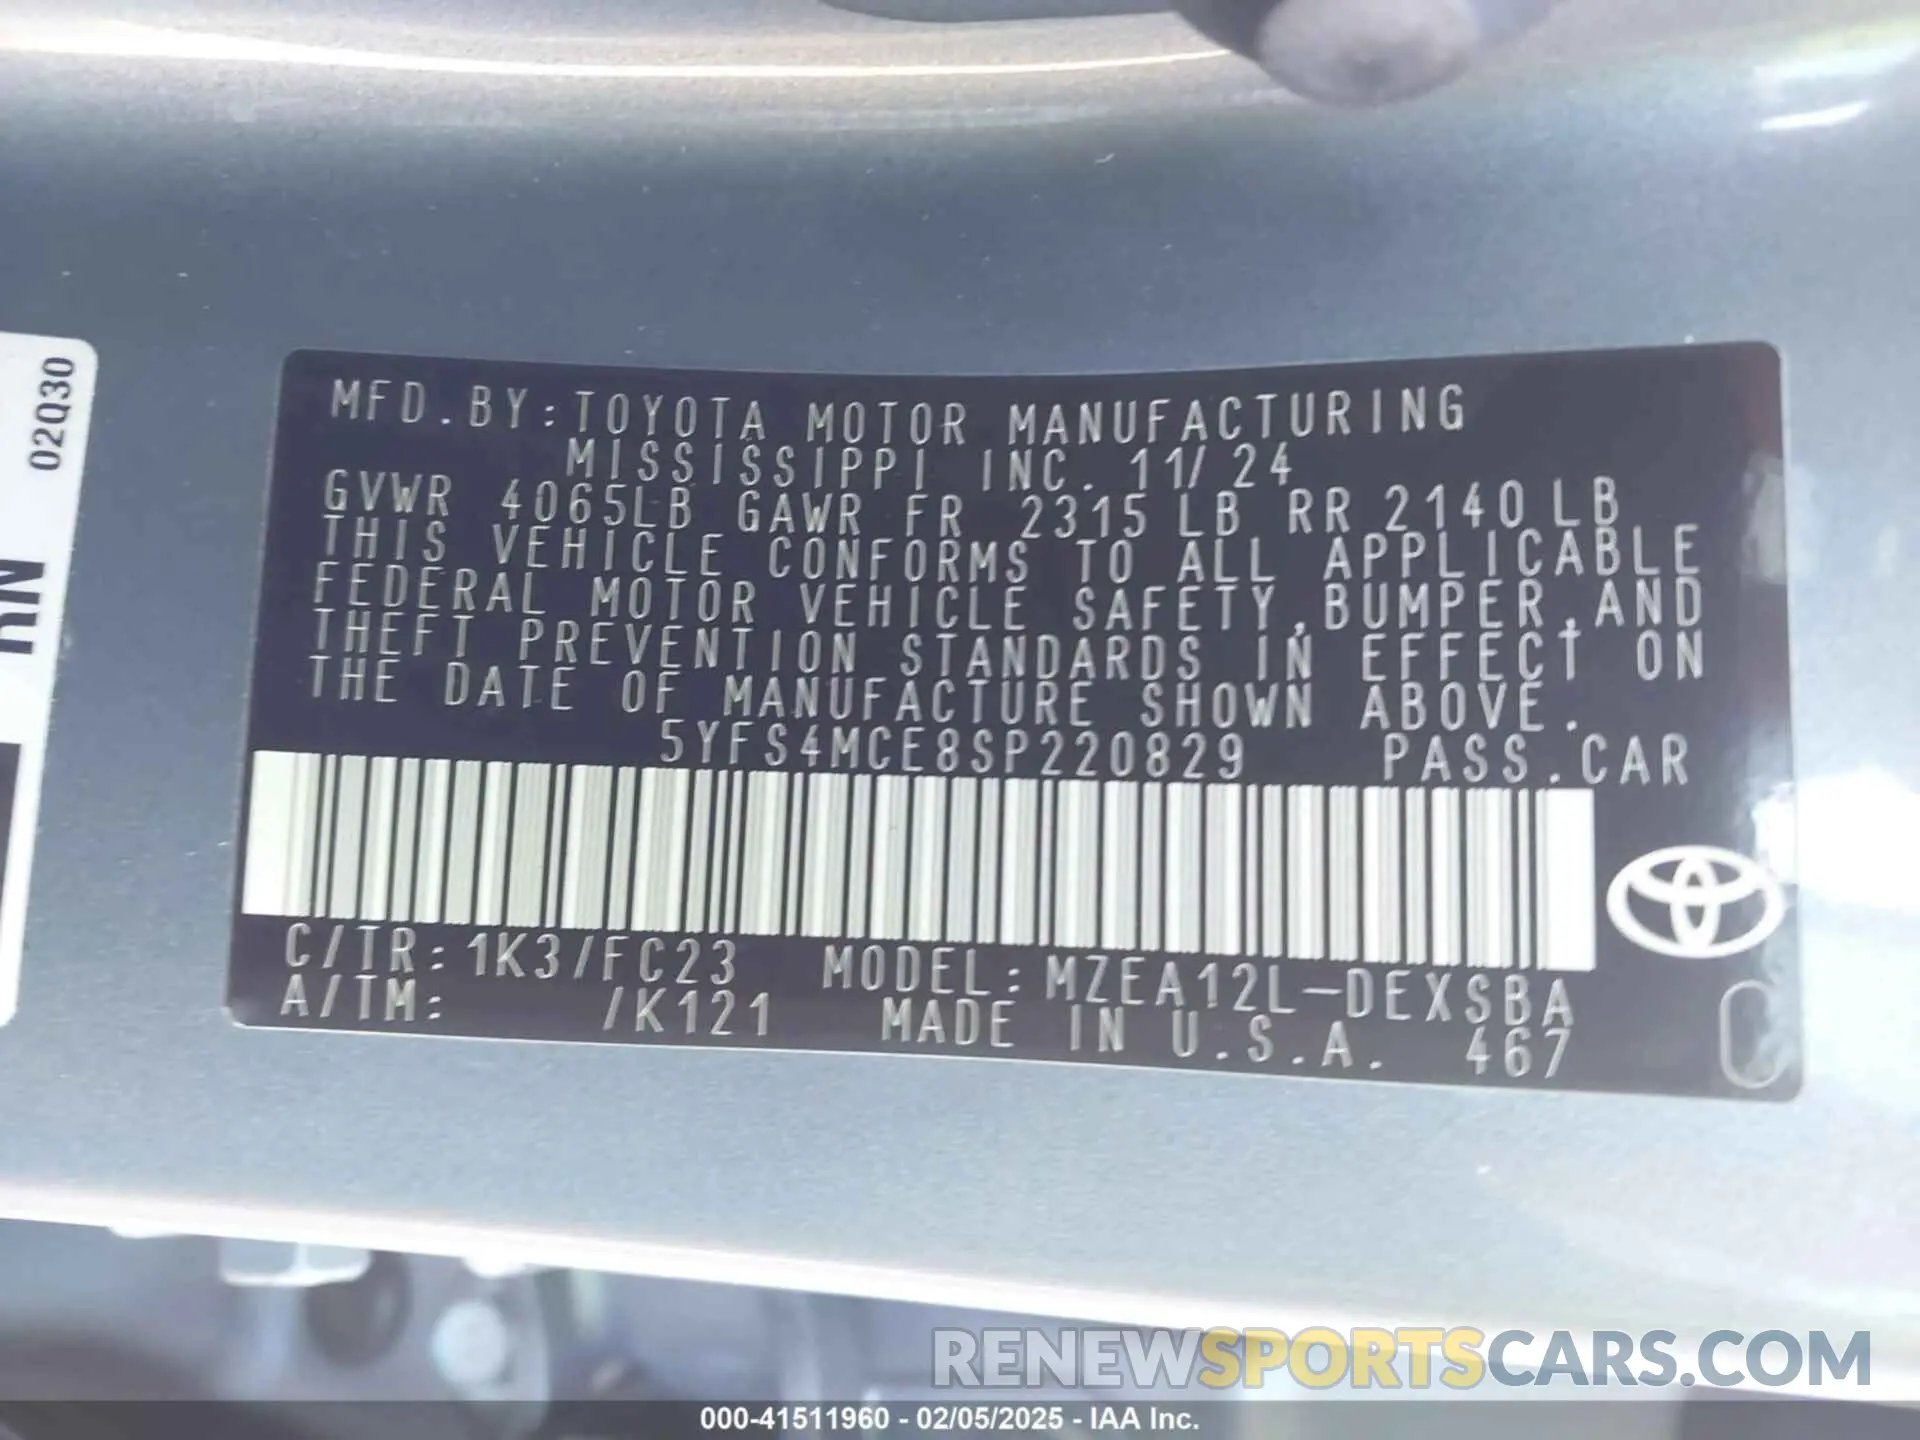 02Q30
MFD. BY: TOYOTA MOTOR MANUFACTURING
MISSISSIPPI INC. 11/24
GVWR 4065LB GAWR FR 2315LB RR 2140LB
THIS VEHICLE CONFORMS TO ALL APPLICABLE
FEDERAL MOTOR VEHICLE SAFETY, BUMPER, AND
THEFT PREVENTION STANDARDS IN EFFECT ON
THE DATE OF MANUFACTURE SHOWN ABOVE.
5YFS4MCE8SP220829 PASS. CAR
C/TR: 1K3/FC23 MODEL: MZEA12L-DEXSBA
A/TM: /K121 MADE IN U.S.A. 467
RENEWSPORTSCARS.COM
000-41511960 - 02/05/2025 - IAA Inc.